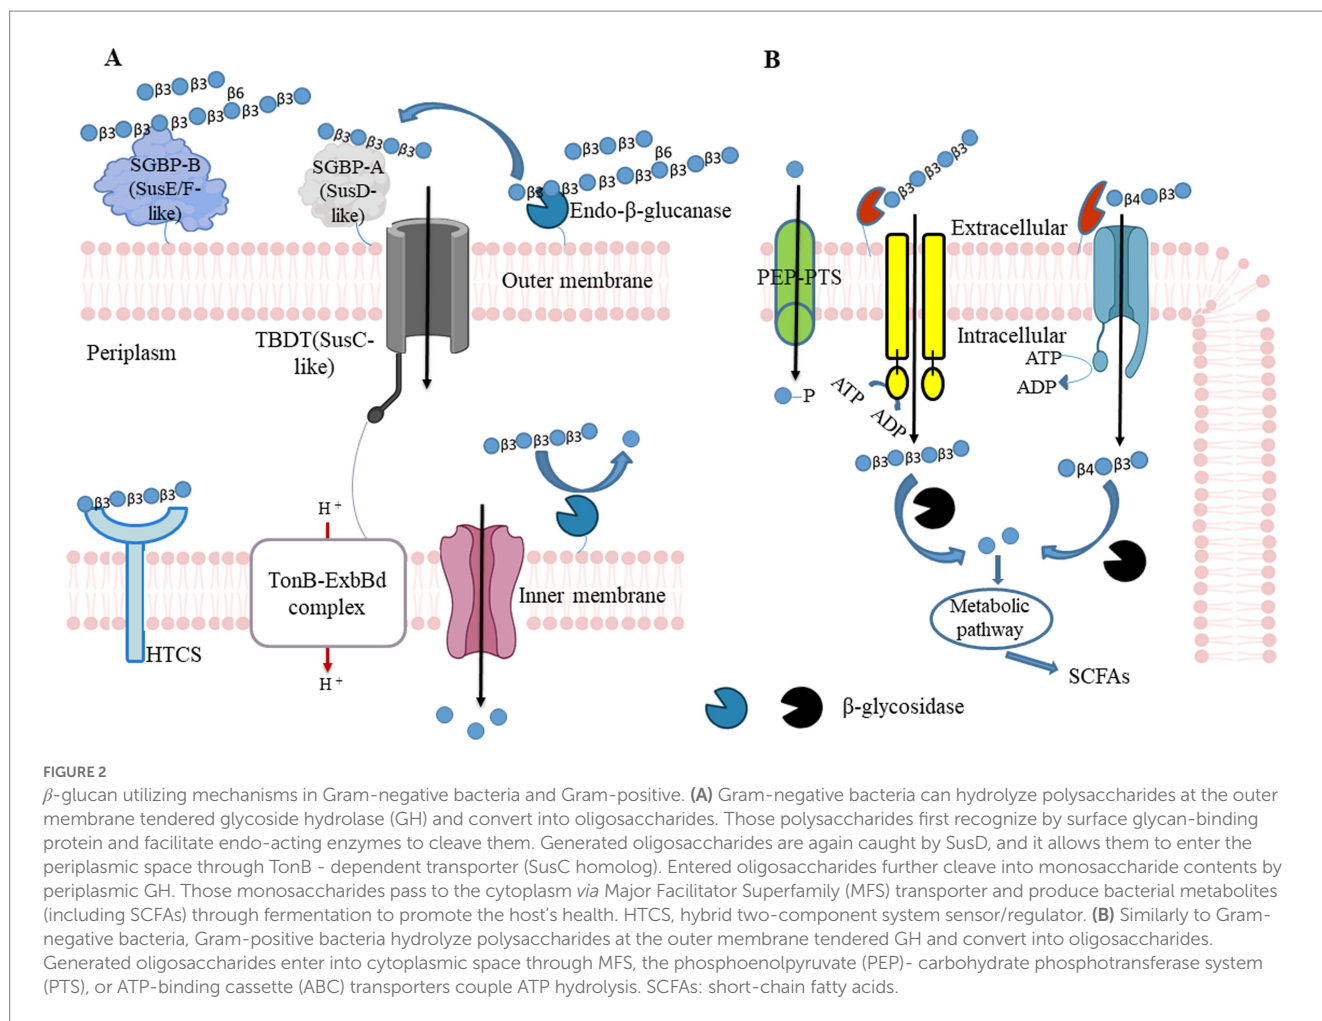 A
B
β3 β3
β6
β3 β3 β3 β3 β3 β3
SGBP-B
(SusE/F-
like)
β3 β3 β3
SGBP-A
(SusD-
like)
β3 β3
β6
β3 β3 β3 β3 β3 β3
Endo-β-glucanase
Outer membrane
Periplasm
TBDT(SusC-
like)
β3 β3 β3
β3 β3 β3
H +
TonB-ExbBd
complex
H +
HTCS
Inner membrane
β3 β3 β3
β4 β3
Extracellular
PEP-PTS
Intracellular
ATP
ADP
P
ATP
ADP
β3 β3 β3
β4 β3
Metabolic
pathway
SCFAs
β-glycosidase
FIGURE 2
β-glucan utilizing mechanisms in Gram-negative bacteria and Gram-positive. (A) Gram-negative bacteria can hydrolyze polysaccharides at the outer
membrane tendered glycoside hydrolase (GH) and convert into oligosaccharides. Those polysaccharides first recognize by surface glycan-binding
protein and facilitate endo-acting enzymes to cleave them. Generated oligosaccharides are again caught by SusD, and it allows them to enter the
periplasmic space through TonB - dependent transporter (SusC homolog). Entered oligosaccharides further cleave into monosaccharide contents by
periplasmic GH. Those monosaccharides pass to the cytoplasm via Major Facilitator Superfamily (MFS) transporter and produce bacterial metabolites
(including SCFAs) through fermentation to promote the host's health. HTCS, hybrid two-component system sensor/regulator. (B) Similarly to Gram-
negative bacteria, Gram-positive bacteria hydrolyze polysaccharides at the outer membrane tendered GH and convert into oligosaccharides.
Generated oligosaccharides enter into cytoplasmic space through MFS, the phosphoenolpyruvate (PEP)- carbohydrate phosphotransferase system
(PTS), or ATP-binding cassette (ABC) transporters couple ATP hydrolysis. SCFAs: short-chain fatty acids.